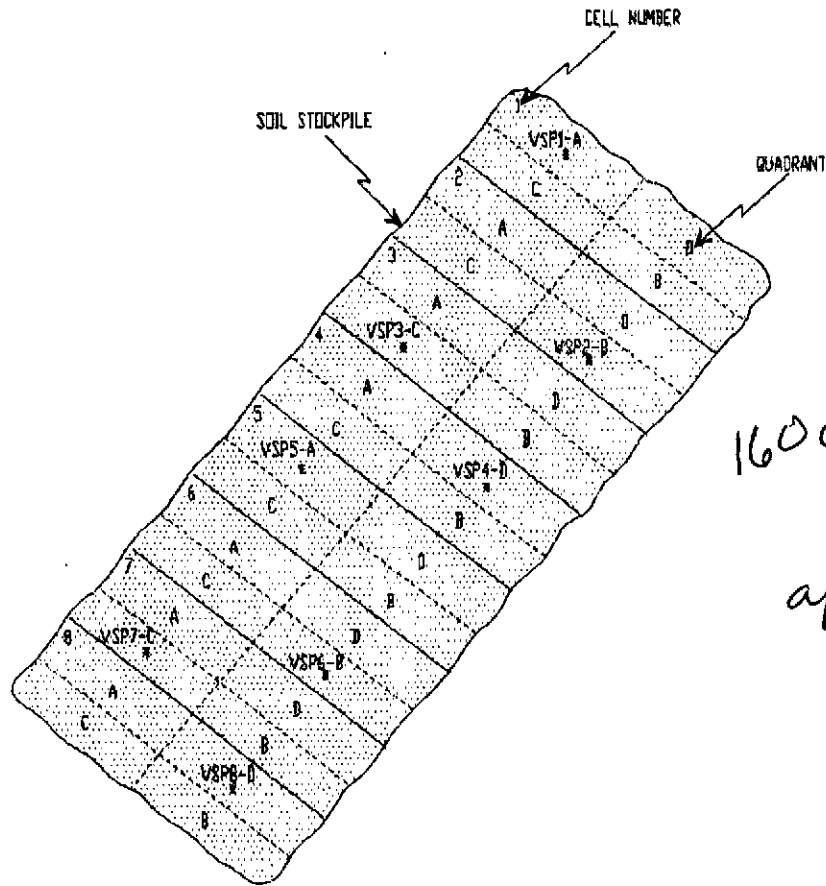 CELL NUMBER
SOIL STOCKPILE
QUADRANT
1
VSP1-A
C
D
B
2
A
C
D
VSP2-B
3
A
VSP3-C
D
B
4
A
C
VSP4-D
B
5
VSP5-A
C
D
B
6
A
C
D
VSP6-B
7
A
VSP7-C
D
B
8
A
C
VSP8-D
B
160